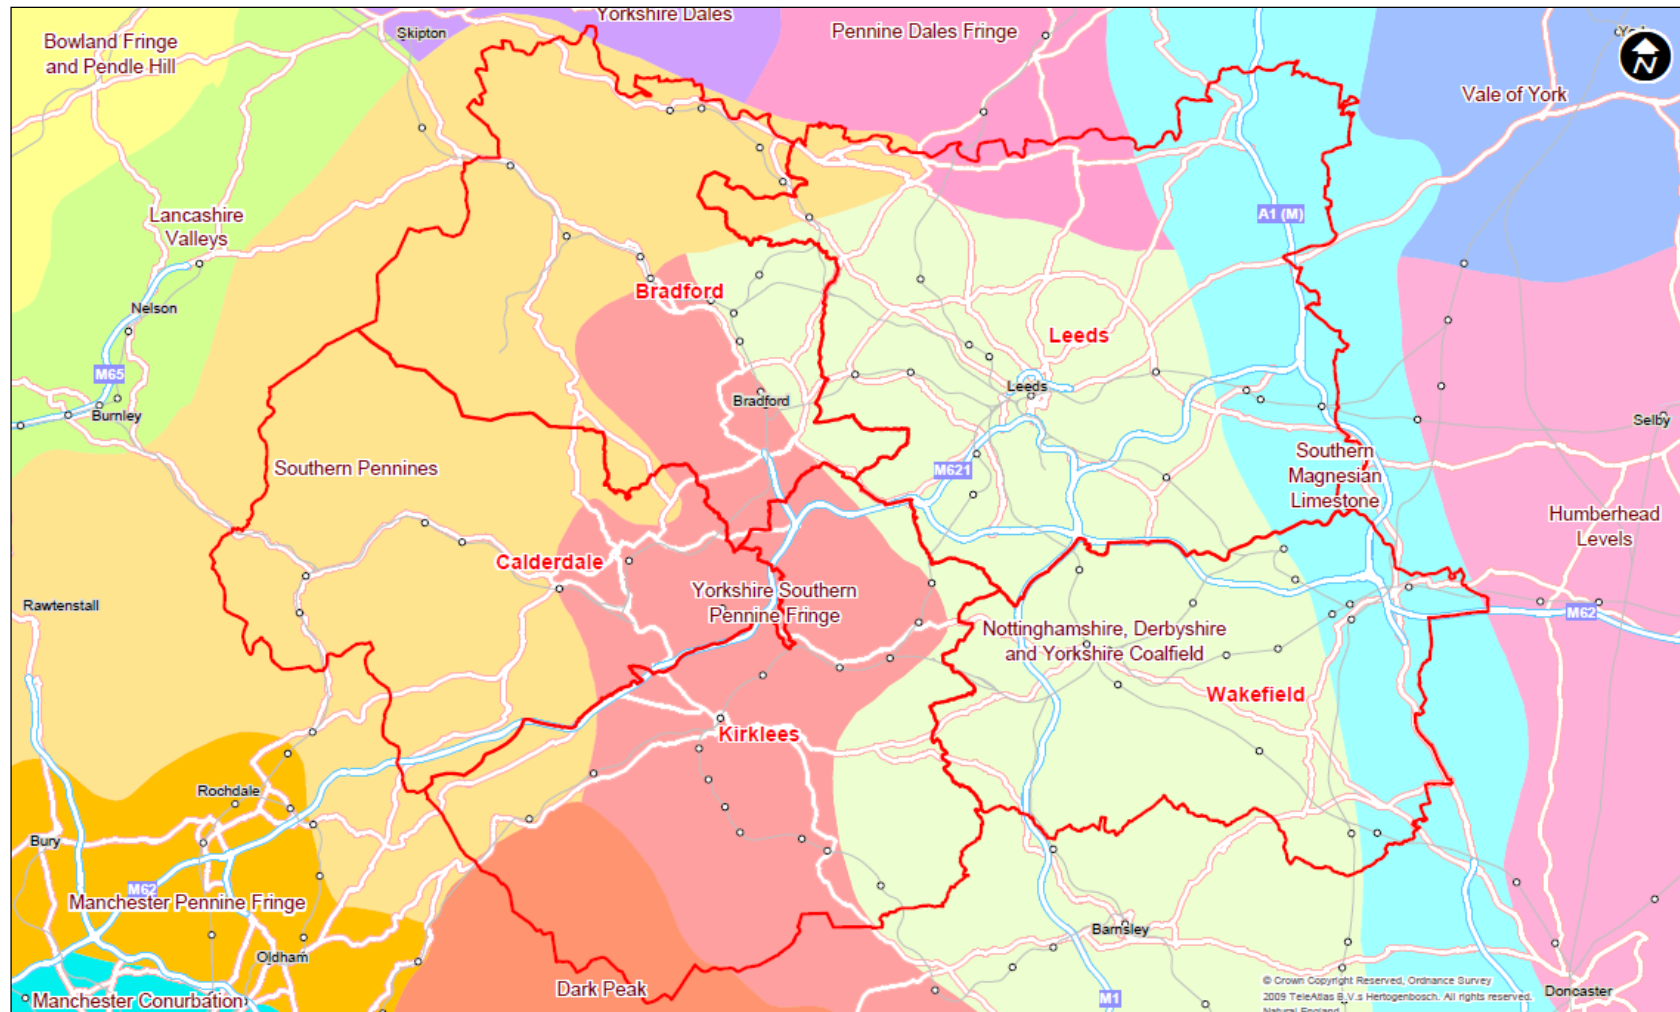 Yorkshire Dales
Pennine Dales Fringe
Skipton
Bowland Fringe
and Pendle Hill
N
Vale of York
Lancashire
Valleys
A1 (M)
Bradford
Nelson
Leeds
M65
Leeds
Burnley
Bradford
Selby
Southern Pennines
M621
Southern
Magnesian
Limestone
Humberhead
Levels
Calderdale
Yorkshire Southern
Pennine Fringe
Rawtenstall
M62
Nottinghamshire, Derbyshire
and Yorkshire Coalfield
Wakefield
Kirklees
Rochdale
Bury
M62
Manchester Pennine Fringe
Barnsley
Oldham
Dark Peak
Manchester Conurbation
M1
Doncaster
© Crown Copyright Reserved, Ordnance Survey
2009 TeleAtlas B.V.s Hertogenbosch. All rights reserved.
Natural England